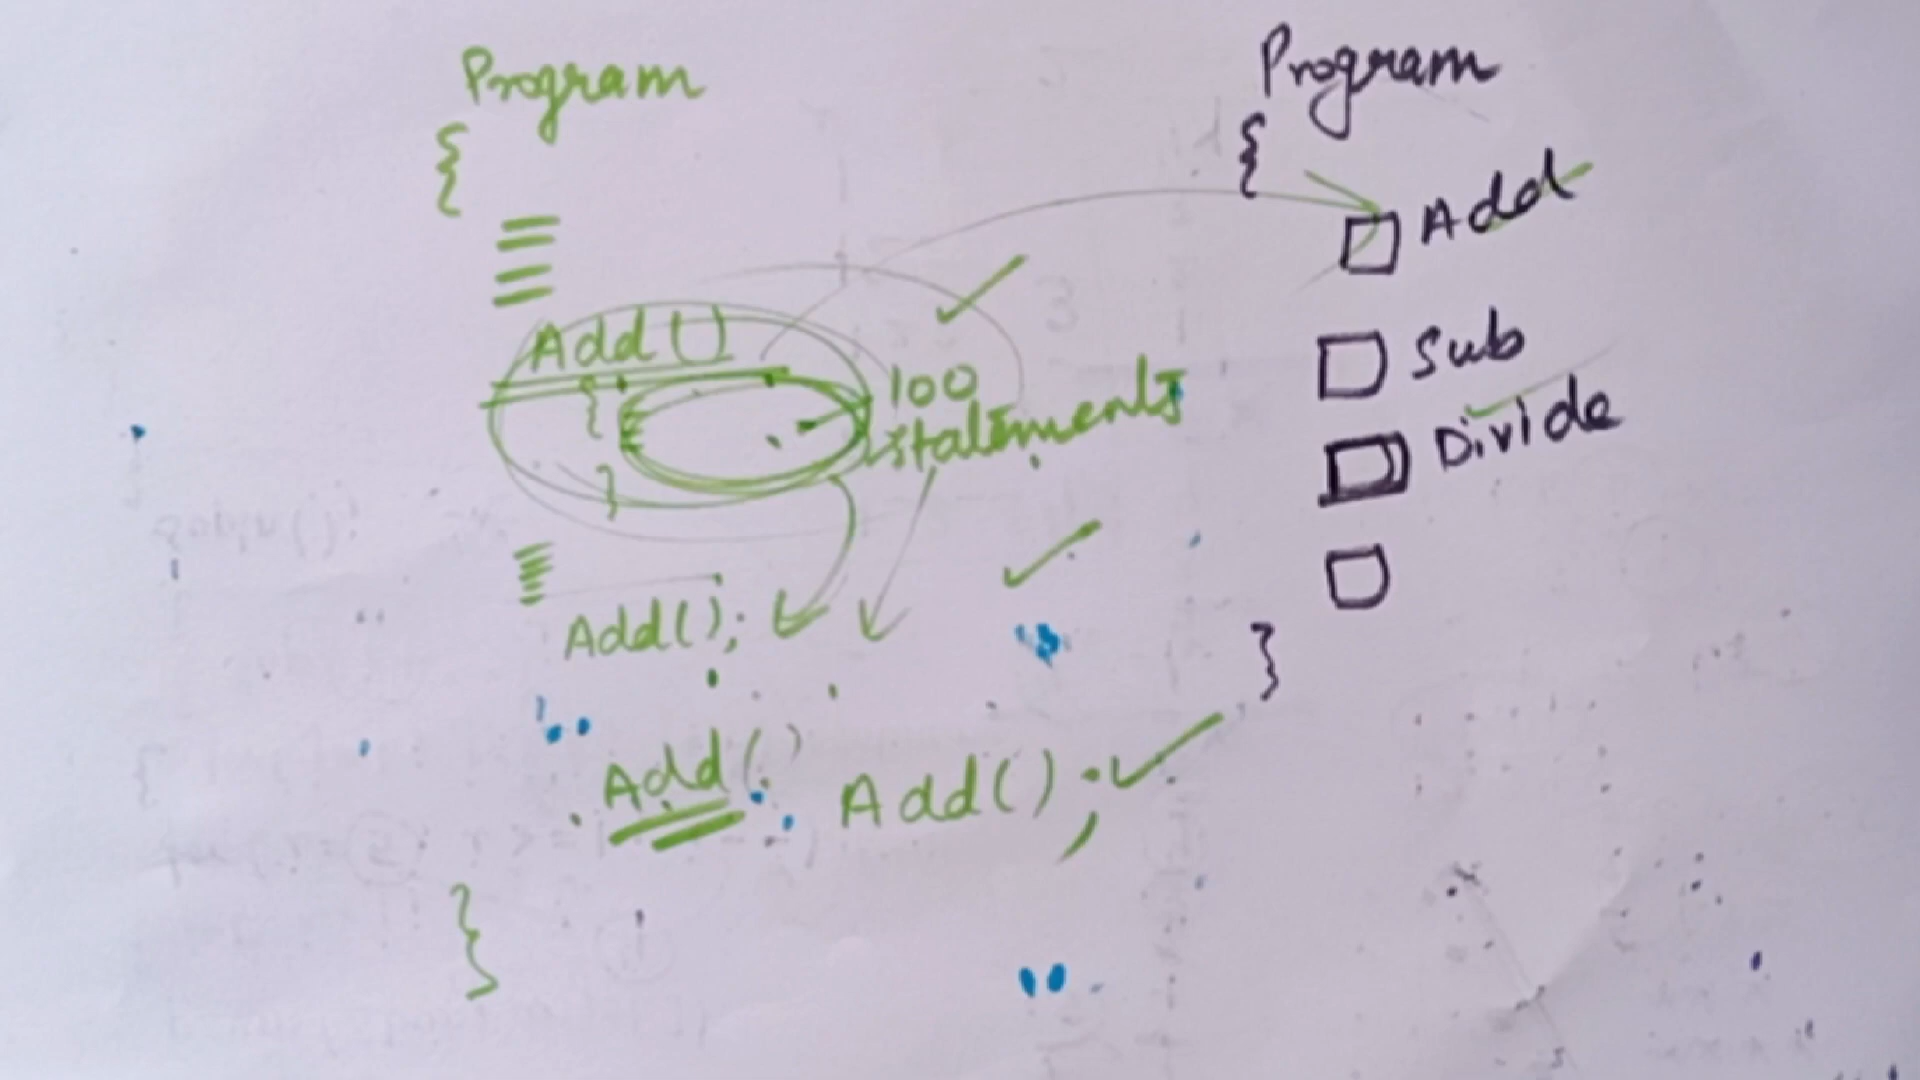 Program
{
Add()
{
100
statements
}
Add();
Add() Add();
}
Program
{
Add
Sub
Divide
}